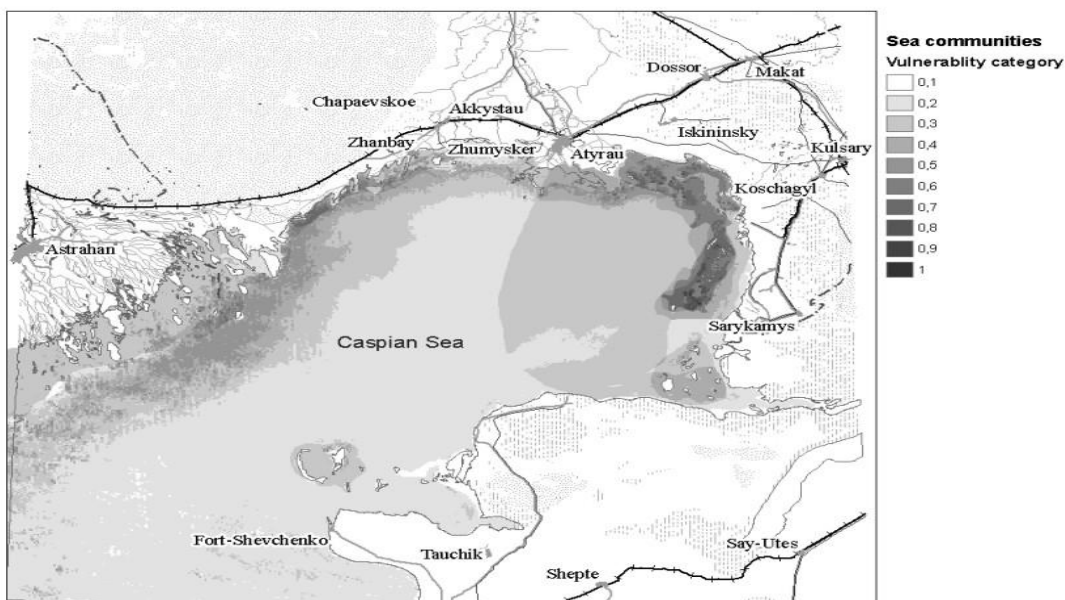 Sea communities
Vulnerablity category
0,1
0,2
0,3
0,4
0,5
0,6
0,7
0,8
0,9
1
Dossor
Makat
Chapaevskoe
Akkystau
Iskininsky
Zhanbay
Zhumysker
Atyrau
Kulsary
Koschagyl
Astrahan
Sarykamys
Caspian Sea
Fort-Shevchenko
Tauchik
Say-Utes
Shepte